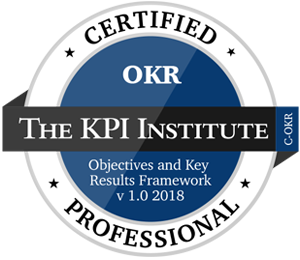 CERTIFIED
OKR
THE KPI INSTITUTE
C-OKR
Objectives and Key
Results Framework
v 1.0 2018
PROFESSIONAL